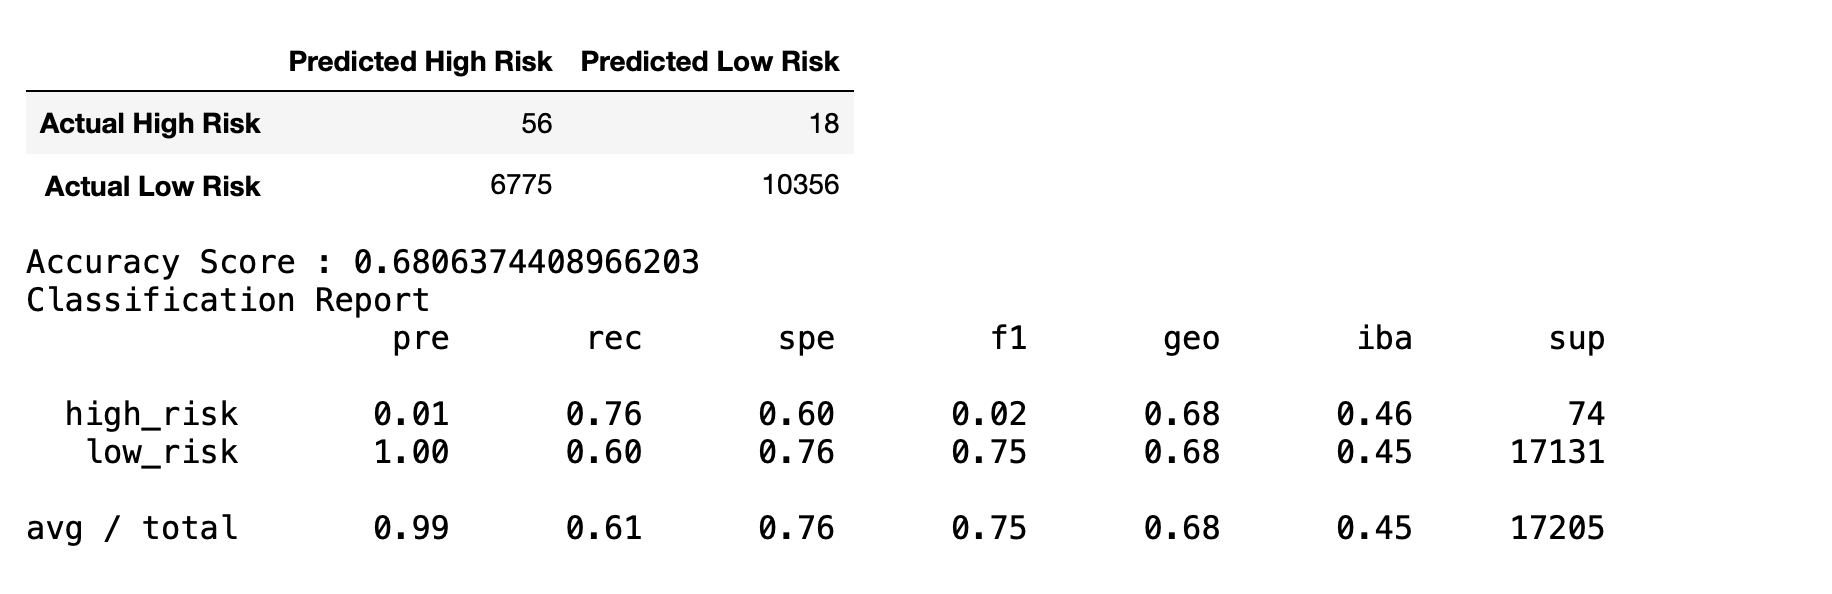 Predicted High Risk Predicted Low Risk
Actual High Risk 56 18
Actual Low Risk 6775 10356
Accuracy Score : 0.6806374408966203
Classification Report
pre rec spe f1 geo iba sup
high_risk 0.01 0.76 0.60 0.02 0.68 0.46 74
low_risk 1.00 0.60 0.76 0.75 0.68 0.45 17131
avg / total 0.99 0.61 0.76 0.75 0.68 0.45 17205